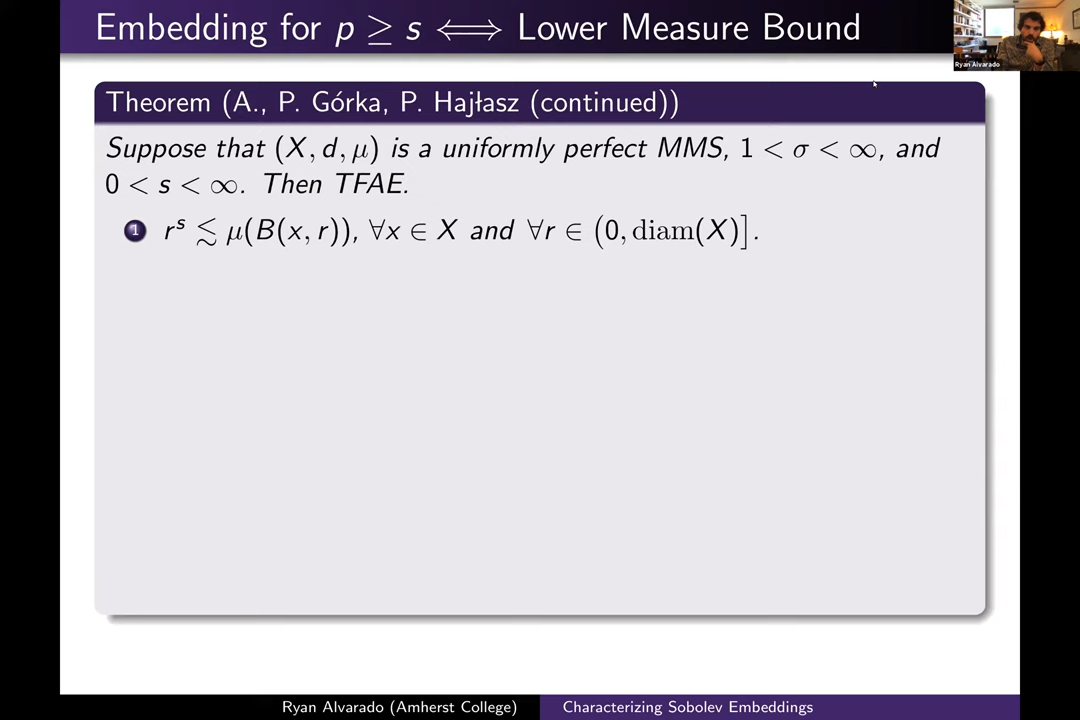 Embedding for p ≥ s ⟺ Lower Measure Bound
Ryan Alvarado
Theorem (A., P. Górka, P. Hajłasz (continued))
Suppose that (X, d, μ) is a uniformly perfect MMS, 1 < σ < ∞, and
0 < s < ∞. Then TFAE.
1 r^s ≲ μ(B(x, r)), ∀x ∈ X and ∀r ∈ (0, diam(X)].
Ryan Alvarado (Amherst College)
Characterizing Sobolev Embeddings